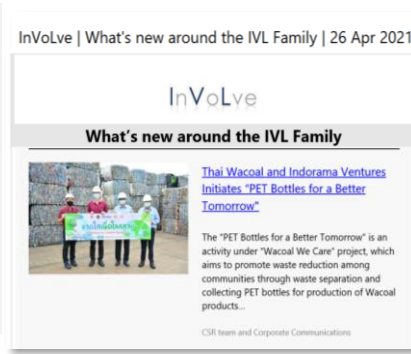 InVoLve | What's new around the IVL Family | 26 Apr 2021
InVoLve
What's new around the IVL Family
Thai Wacoal and Indorama Ventures
Initiates "PET Bottles for a Better
Tomorrow"
The "PET Bottles for a Better Tomorrow" is an
activity under "Wacoal We Care" project, which
aims to promote waste reduction among
communities through waste separation and
collecting PET bottles for production of Wacoal
products...
CSR team and Corporate Communications